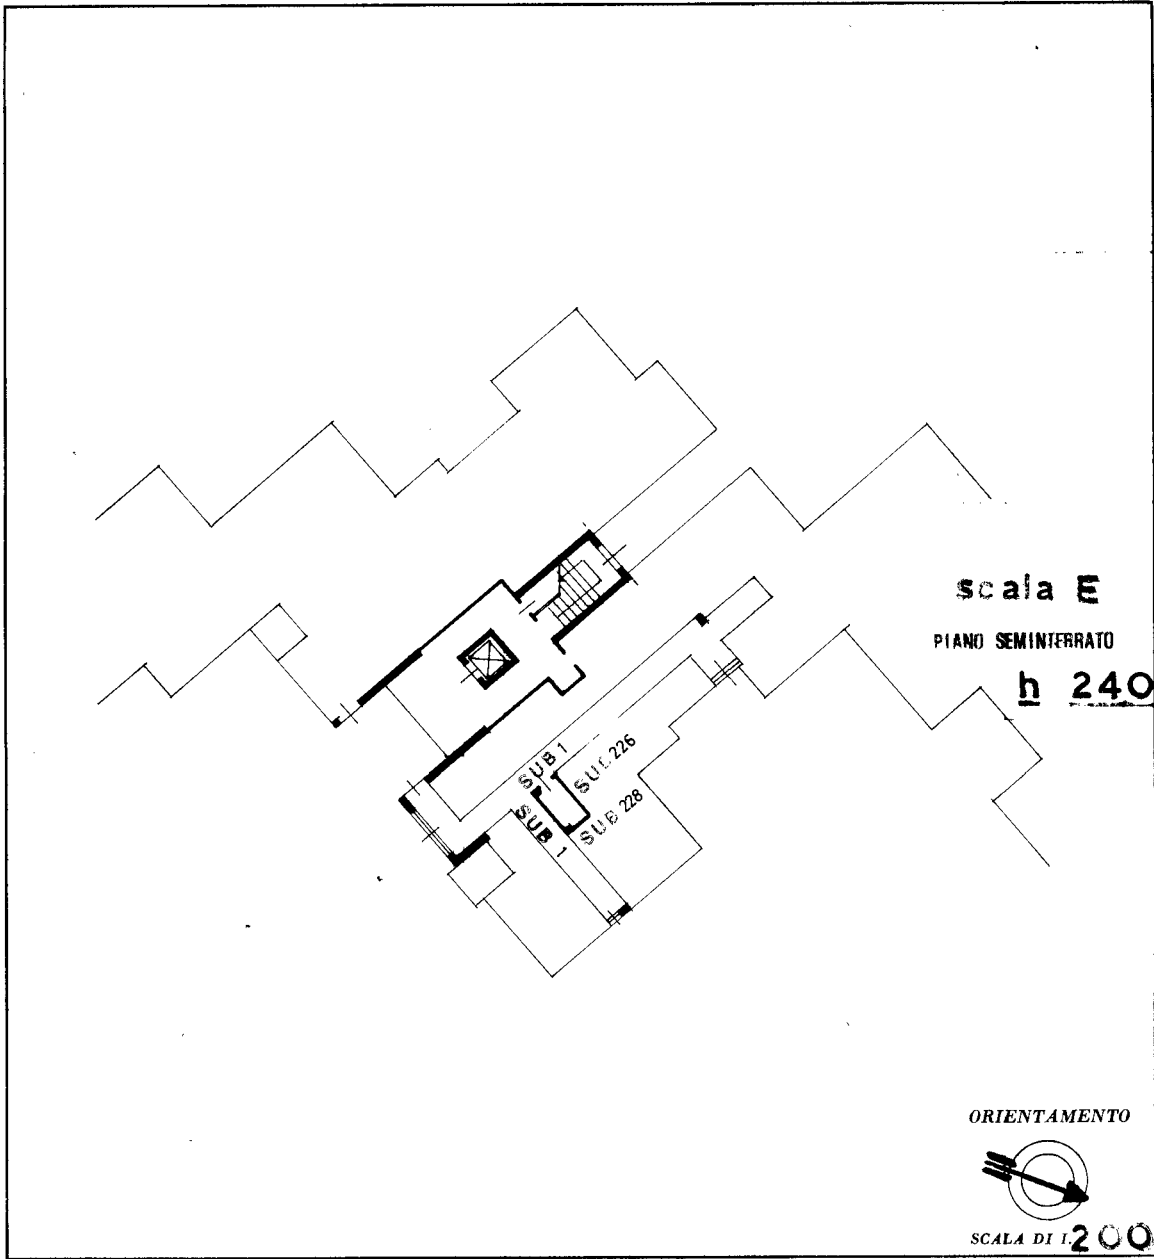 scala E
PIANO SEMINTERRATO
h 240
SUB 1
SUB 226
SUB 1
SUB 228
ORIENTAMENTO
SCALA DI 1:200